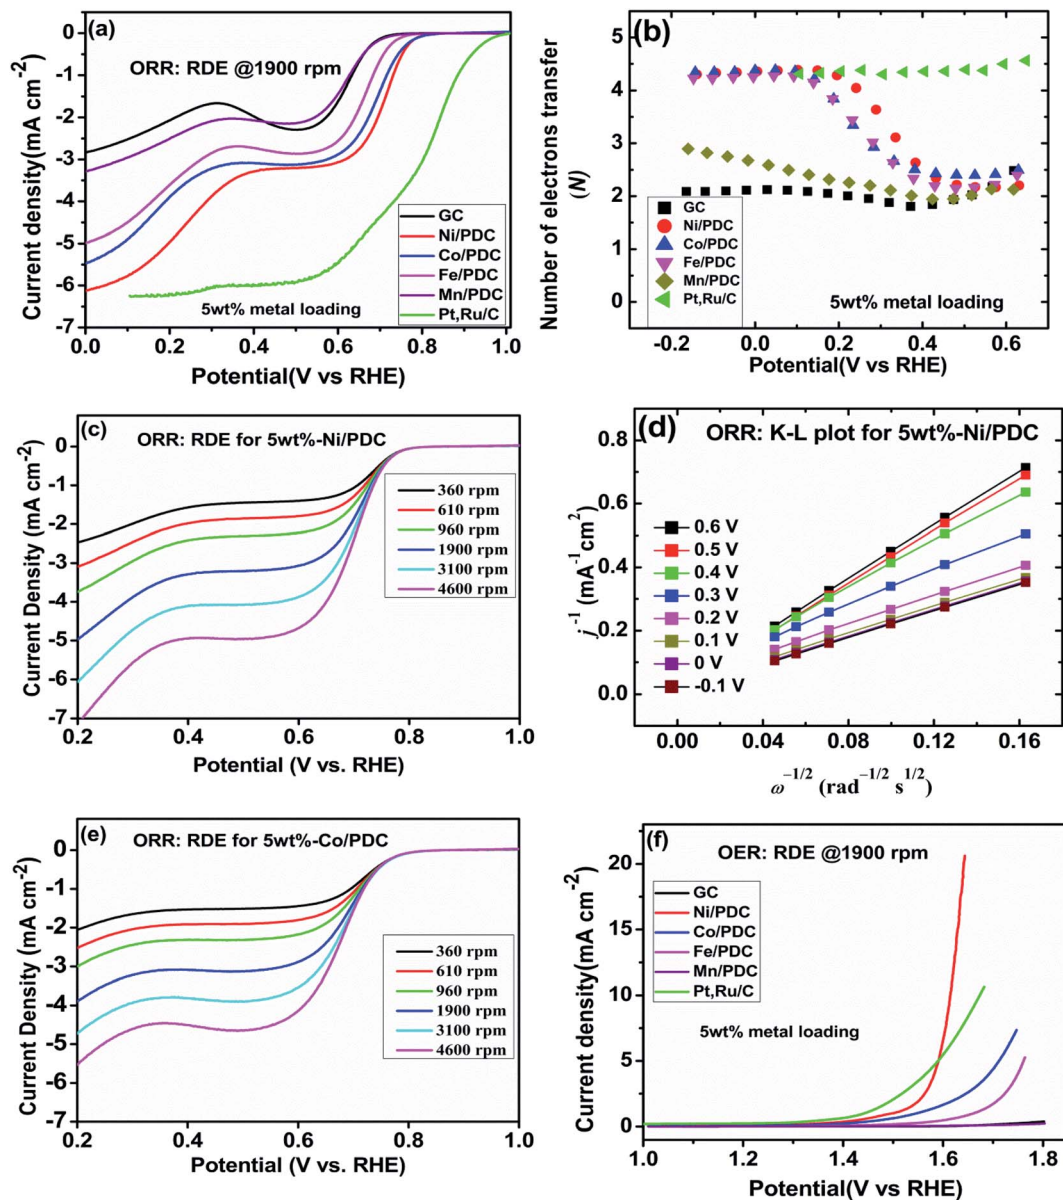 (a)
ORR: RDE @1900 rpm
0
-1
-2
-3
-4
-5
-6
-7
Current density(mA cm⁻²)
GC
Ni/PDC
Co/PDC
Fe/PDC
Mn/PDC
Pt,Ru/C
5wt% metal loading
0.0 0.2 0.4 0.6 0.8 1.0
Potential(V vs RHE)
(b)
5
4
3
2
1
0
Number of electrons transfer
(N)
GC
Ni/PDC
Co/PDC
Fe/PDC
Mn/PDC
Pt,Ru/C
5wt% metal loading
-0.2 0.0 0.2 0.4 0.6
Potential(V vs RHE)
(c)
ORR: RDE for 5wt%-Ni/PDC
0
-1
-2
-3
-4
-5
-6
-7
Current Density (mA cm⁻²)
360 rpm
610 rpm
960 rpm
1900 rpm
3100 rpm
4600 rpm
0.2 0.4 0.6 0.8 1.0
Potential (V vs. RHE)
(d)
ORR: K-L plot for 5wt%-Ni/PDC
0.8
0.6
0.4
0.2
0.0
j⁻¹ (mA⁻¹cm²)
0.6 V
0.5 V
0.4 V
0.3 V
0.2 V
0.1 V
0 V
-0.1 V
0.00 0.04 0.08 0.12 0.16
ω⁻¹/² (rad⁻¹/² s¹/²)
(e)
ORR: RDE for 5wt%-Co/PDC
0
-1
-2
-3
-4
-5
-6
-7
Current Density (mA cm⁻²)
360 rpm
610 rpm
960 rpm
1900 rpm
3100 rpm
4600 rpm
0.2 0.4 0.6 0.8 1.0
Potential (V vs. RHE)
(f)
OER: RDE @1900 rpm
20
15
10
5
0
Current density(mA cm⁻²)
GC
Ni/PDC
Co/PDC
Fe/PDC
Mn/PDC
Pt,Ru/C
5wt% metal loading
1.0 1.2 1.4 1.6 1.8
Potential(V vs RHE)